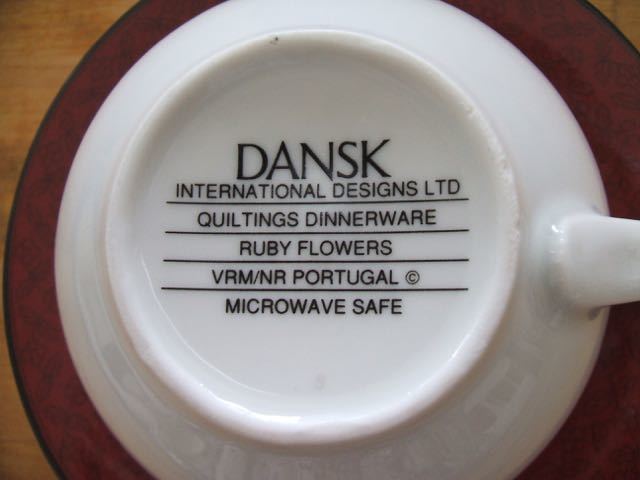 DANSK
INTERNATIONAL DESIGNS LTD
QUILTINGS DINNERWARE
RUBY FLOWERS
VRM/NR PORTUGAL ©
MICROWAVE SAFE